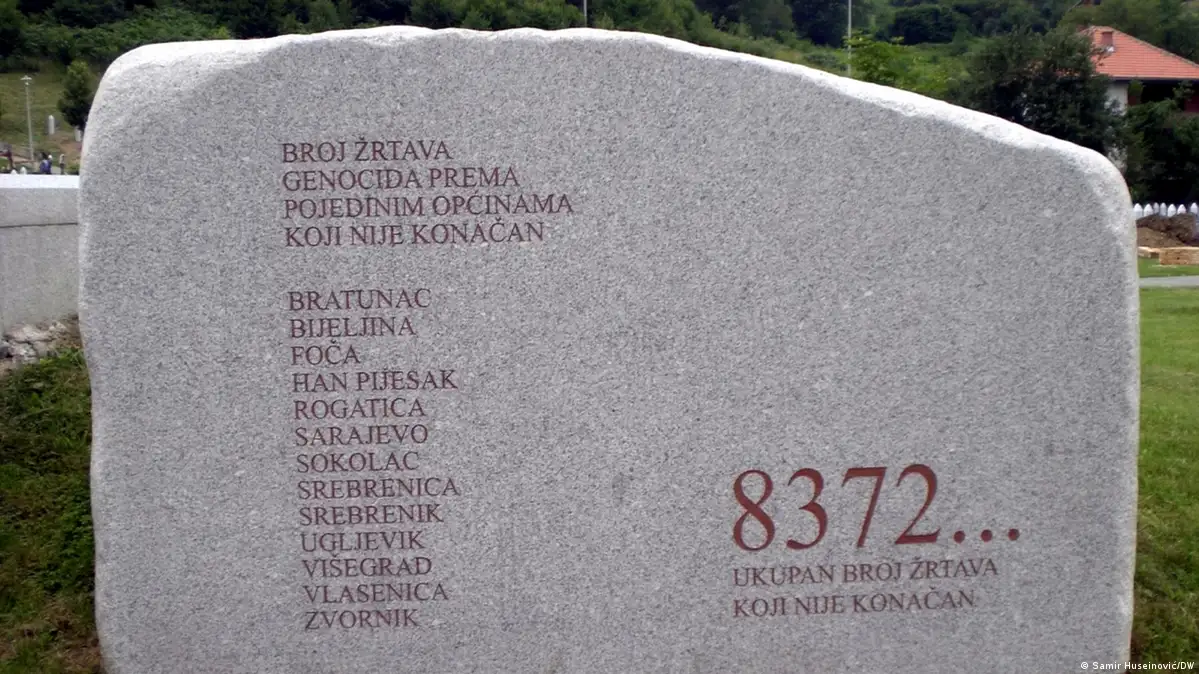 BROJ ŽRTAVA
GENOCIDA PREMA
POJEDINIM OPĆINAMA
KOJI NIJE KONAČAN
BRATUNAC
BIJELJINA
FOČA
HAN PIJESAK
ROGATICA
SARAJEVO
SOKOLAC
SREBRENICA
SREBRENIK
UGLJEVIK
VIŠEGRAD
VLASENICA
ZVORNIK
8372...
UKUPAN BROJ ŽRTAVA
KOJI NIJE KONAČAN
© Samir Huseinović/DW